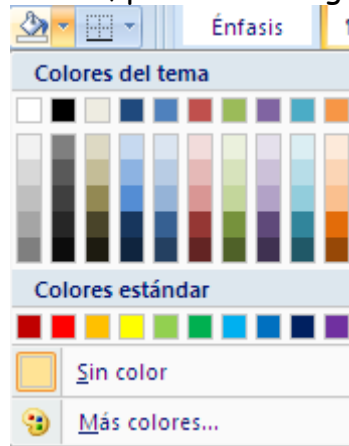 Énfasis
Colores del tema
Colores estándar
Sin color
Más colores...